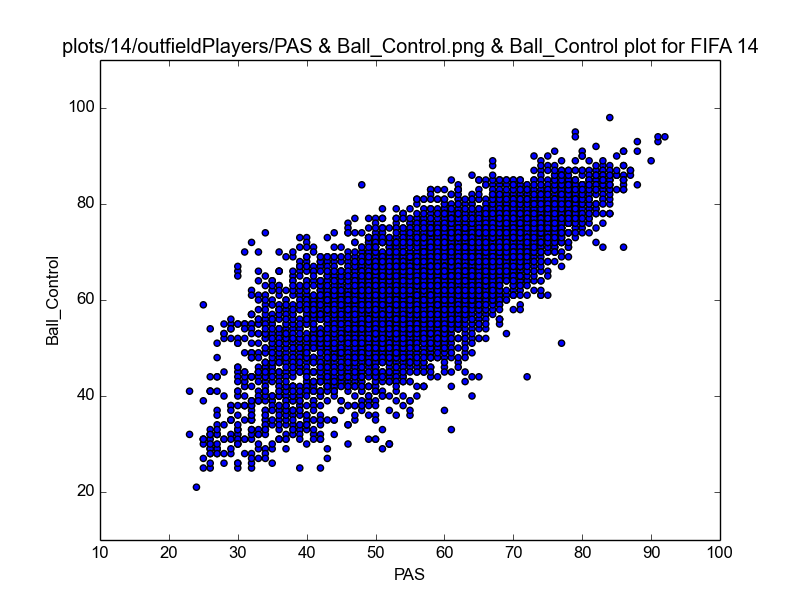 plots/14/outfieldPlayers/PAS & Ball_Control.png & Ball_Control plot for FIFA 14
100
80
Ball_Control
60
40
20
10 20 30 40 50 60 70 80 90 100
PAS